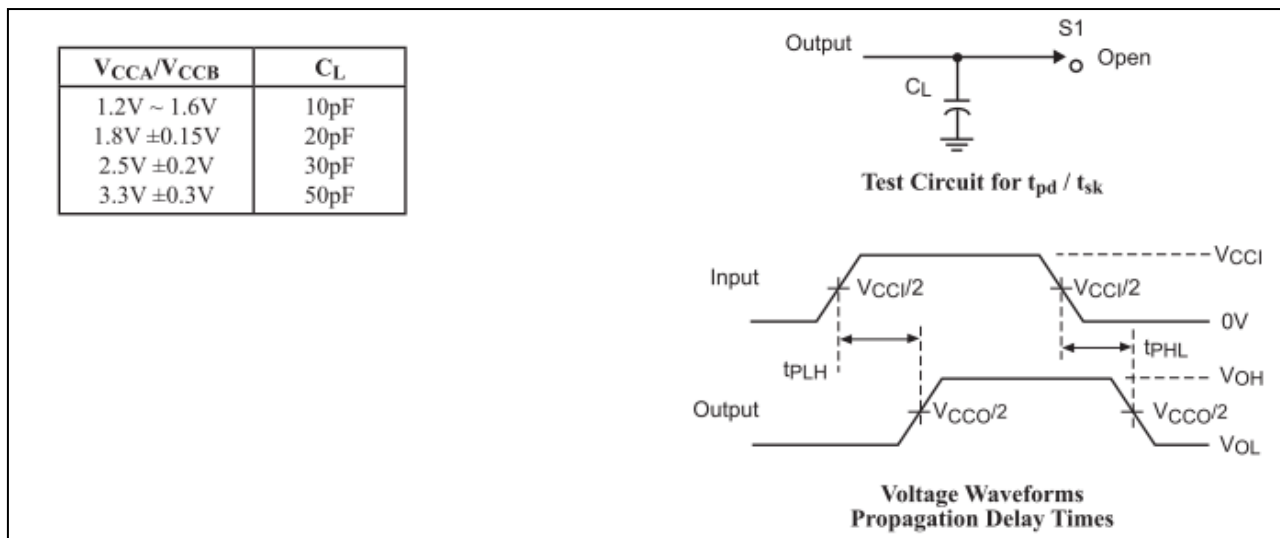 VCCA/VCCB CL
1.2V ~ 1.6V 10pF
1.8V ±0.15V 20pF
2.5V ±0.2V 30pF
3.3V ±0.3V 50pF
S1
Output Open
CL
Test Circuit for tpd / tsk
VCCI
Input VCCI/2 VCCI/2
0V
tPLH tPHL
VOH
Output VCCO/2 VCCO/2
VOL
Voltage Waveforms
Propagation Delay Times